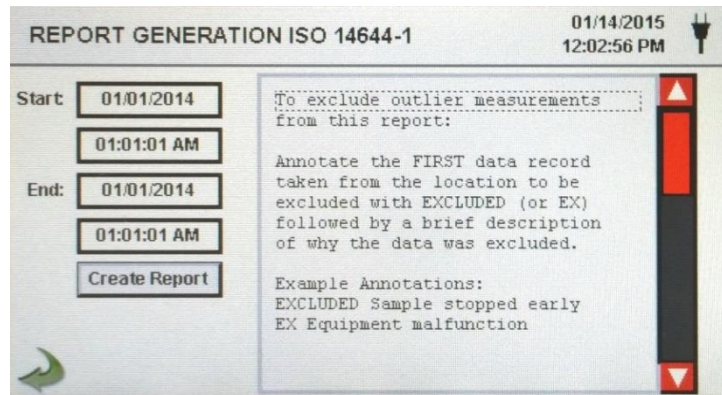 REPORT GENERATION ISO 14644-1
01/14/2015
12:02:56 PM
Start:
01/01/2014
01:01:01 AM
End:
01/01/2014
01:01:01 AM
Create Report
To exclude outlier measurements
from this report:
Annotate the FIRST data record
taken from the location to be
excluded with EXCLUDED (or EX)
followed by a brief description
of why the data was excluded.
Example Annotations:
EXCLUDED Sample stopped early
EX Equipment malfunction